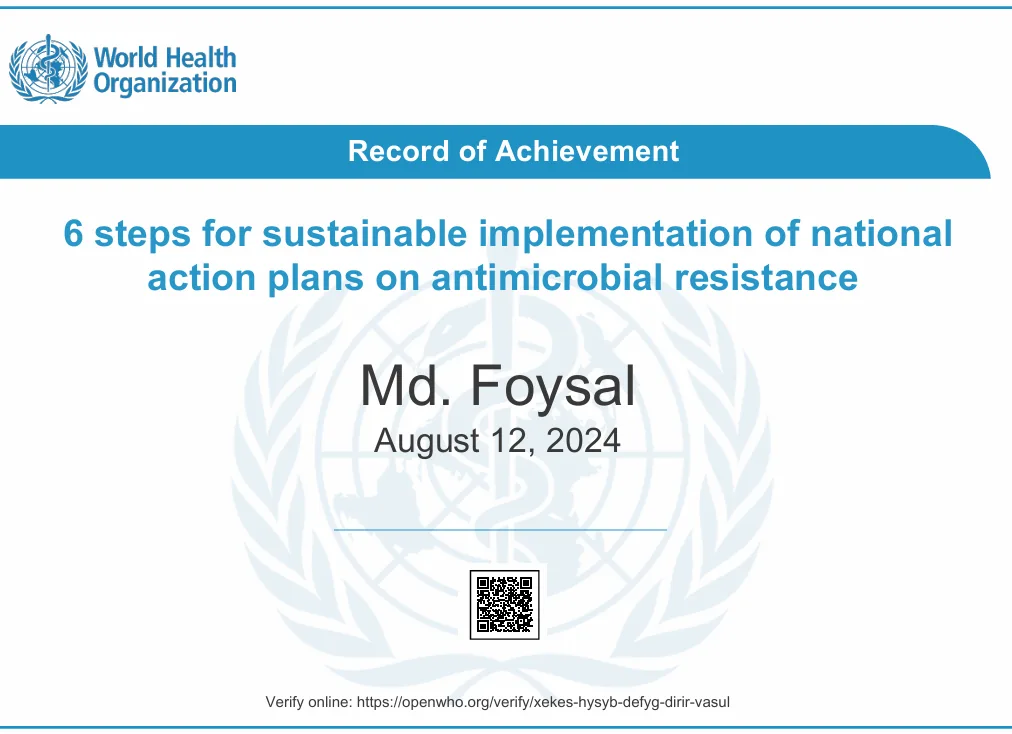 World Health
Organization
Record of Achievement
6 steps for sustainable implementation of national
action plans on antimicrobial resistance
Md. Foysal
August 12, 2024
Verify online: https://openwho.org/verify/xekes-hysyb-defyg-dirir-vasul